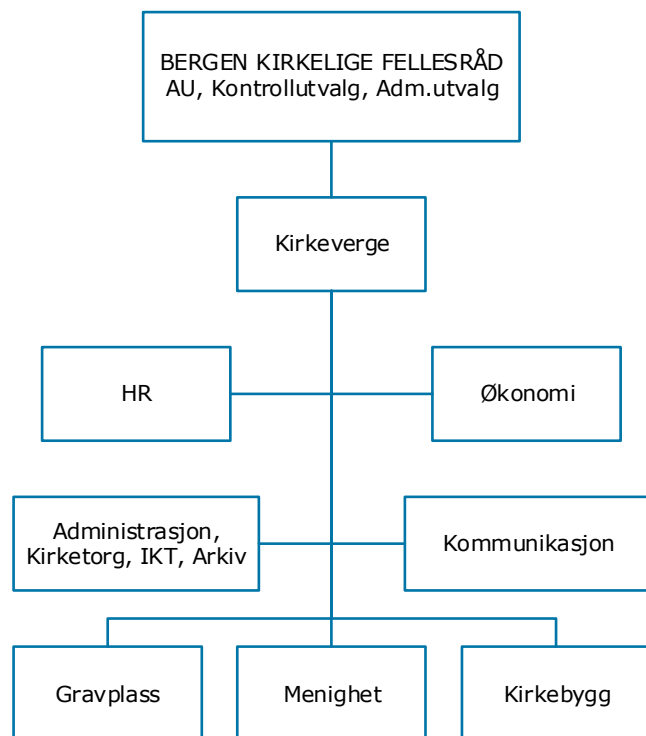 BERGEN KIRKELIGE FELLESRÅD
AU, Kontrollutvalg, Adm.utvalg
Kirkeverge
HR
Økonomi
Administrasjon,
Kirketorg, IKT, Arkiv
Kommunikasjon
Gravplass
Menighet
Kirkebygg